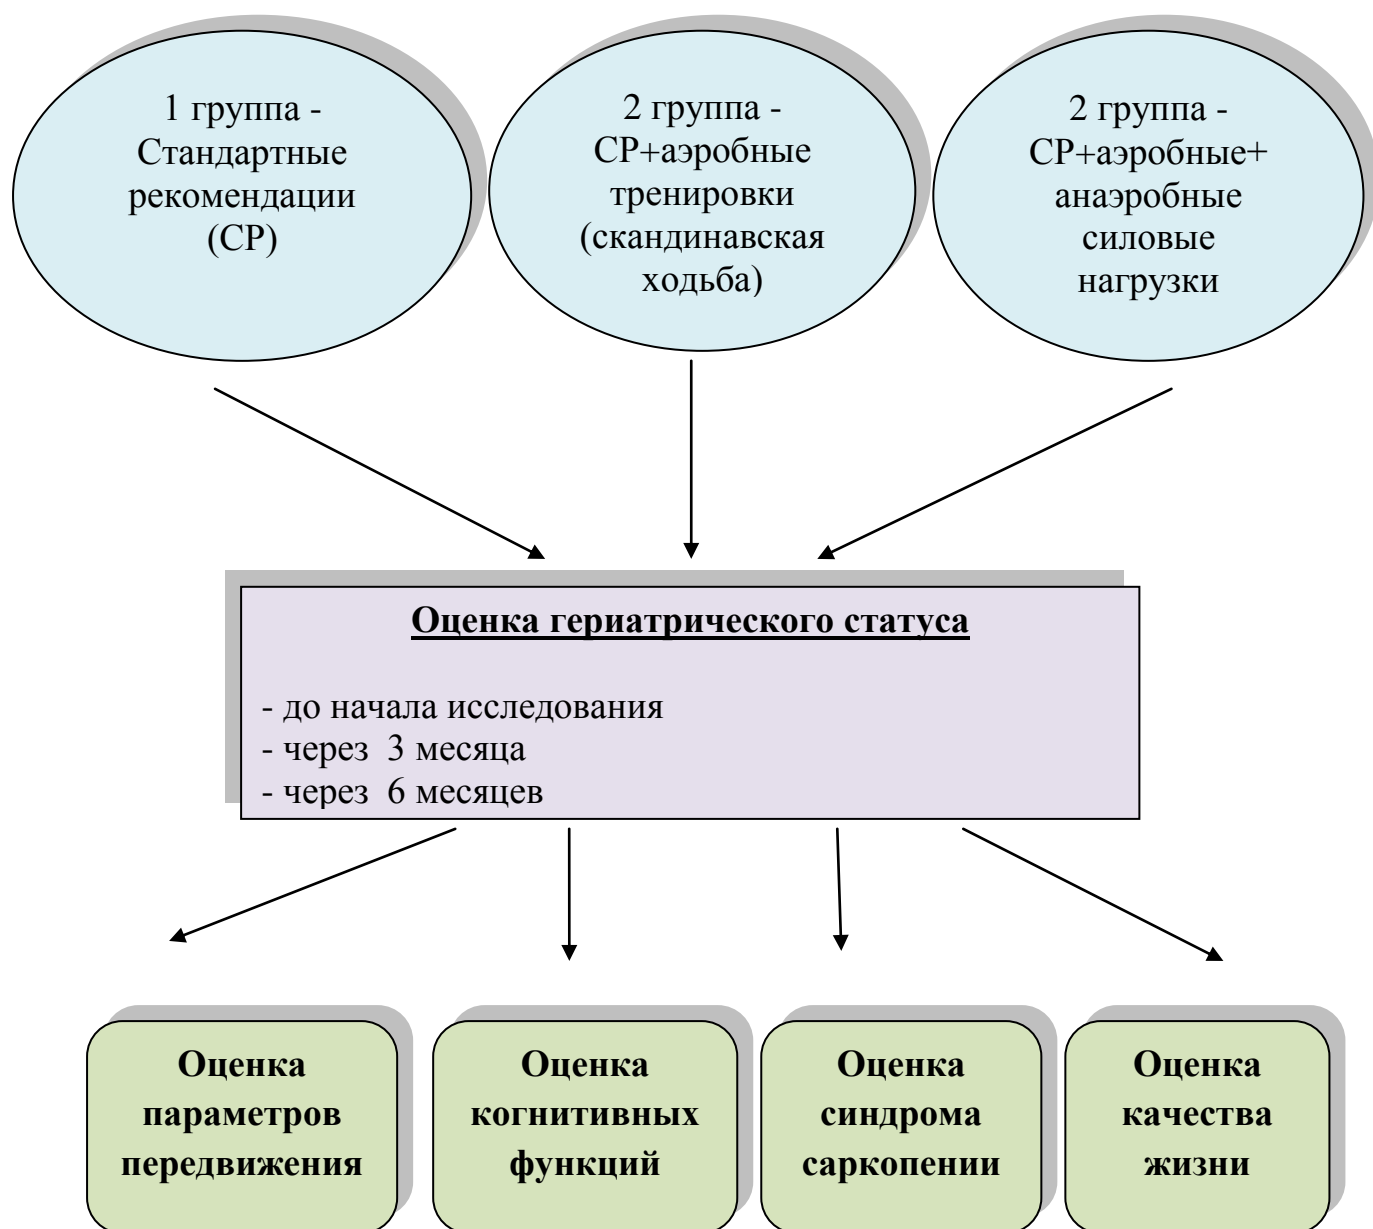 1 группа -
Стандартные
рекомендации
(СР)
2 группа -
СР+аэробные
тренировки
(скандинавская
ходьба)
2 группа -
СР+аэробные+
анаэробные
силовые
нагрузки
Оценка гериатрического статуса
- до начала исследования
- через  3 месяца
- через  6 месяцев
Оценка
параметров
передвижения
Оценка
когнитивных
функций
Оценка
синдрома
саркопении
Оценка
качества
жизни